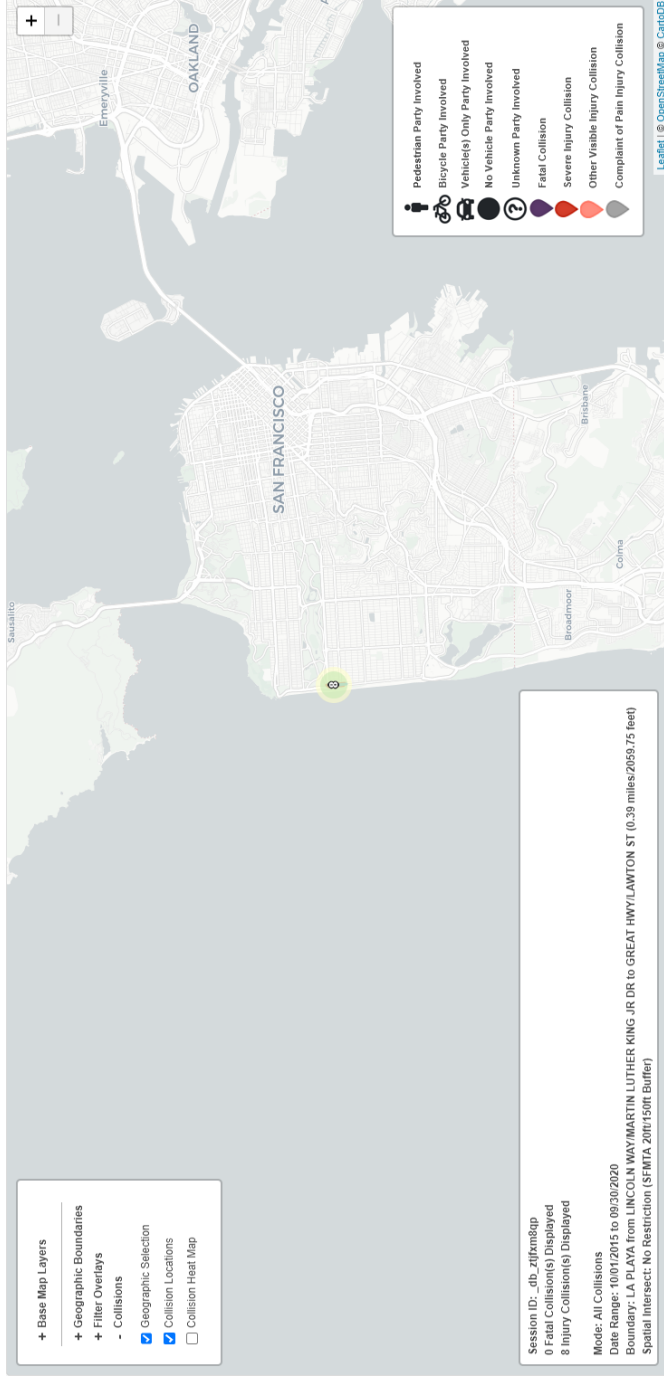 + Base Map Layers
+ Geographic Boundaries
+ Filter Overlays
- Collisions
Geographic Selection
Collision Locations
Collision Heat Map
Sausalito
Emeryville
OAKLAND
SAN FRANCISCO
8
Broadmoor
Colma
Brisbane
+
−
Pedestrian Party Involved
Bicycle Party Involved
Vehicle(s) Only Party Involved
No Vehicle Party Involved
? Unknown Party Involved
Fatal Collision
Severe Injury Collision
Other Visible Injury Collision
Complaint of Pain Injury Collision
Session ID: _db_ztjfxm8qp
0 Fatal Collision(s) Displayed
8 Injury Collision(s) Displayed
Mode: All Collisions
Date Range: 10/01/2015 to 09/30/2020
Boundary: LA PLAYA from LINCOLN WAY/MARTIN LUTHER KING JR DR to GREAT HWY/LAWTON ST (0.39 miles/2059.75 feet)
Spatial Intersect: No Restriction (SFMTA 20ft/150ft Buffer)
Leaflet | © OpenStreetMap © CartoDB